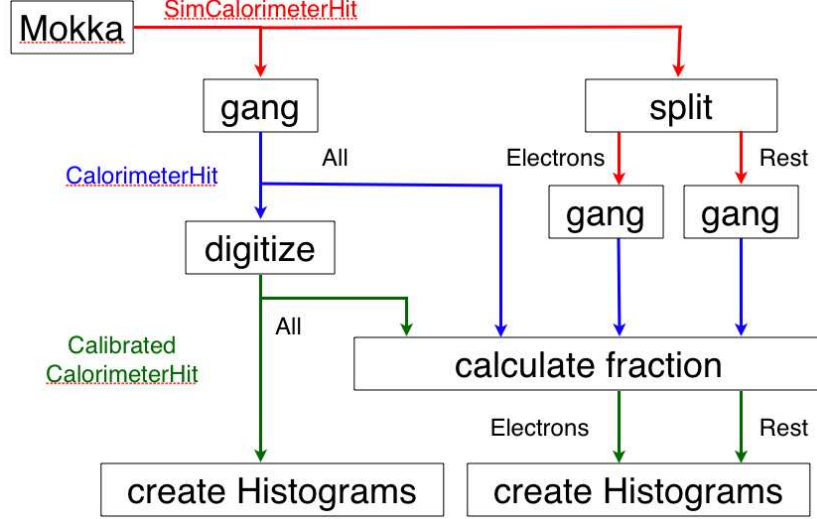 SimCalorimeterHit
Mokka
gang
split
All
Electrons
Rest
CalorimeterHit
gang
gang
digitize
All
Calibrated
CalorimeterHit
calculate fraction
Electrons
Rest
create Histograms
create Histograms